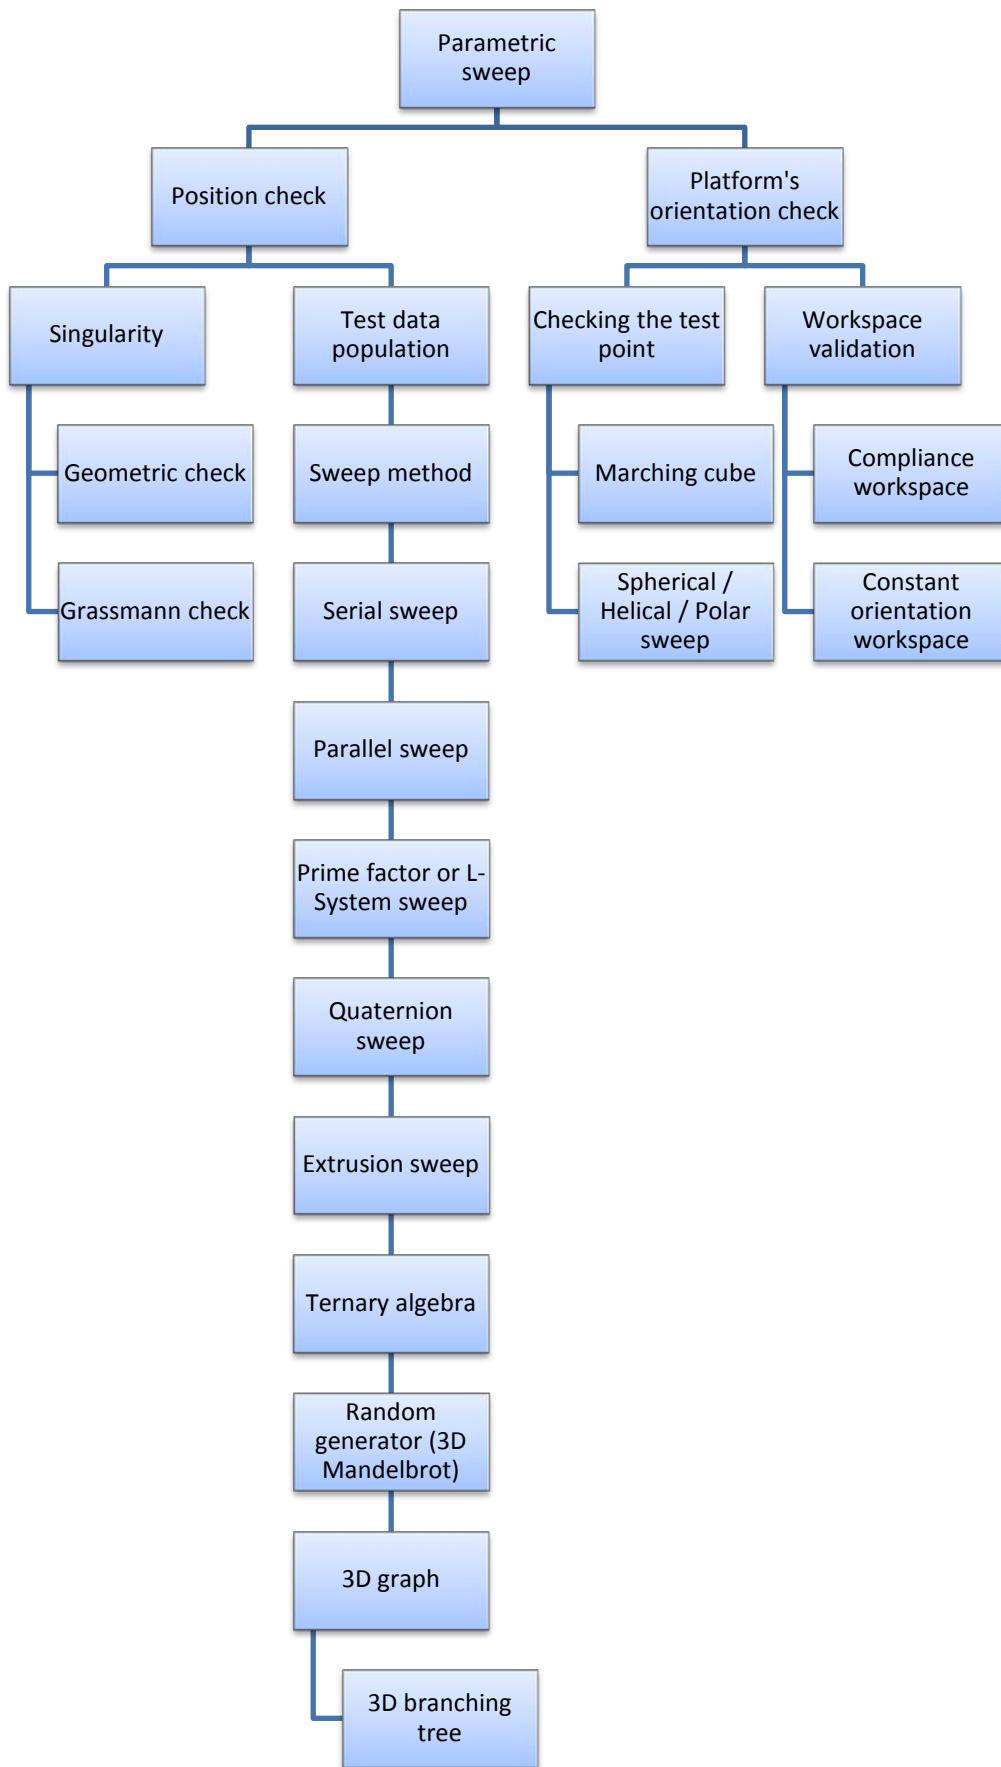 Parametric
sweep
Position check
Platform's
orientation check
Singularity
Test data
population
Checking the test
point
Workspace
validation
Geometric check
Sweep method
Marching cube
Compliance
workspace
Grassmann check
Serial sweep
Spherical /
Helical / Polar
sweep
Constant
orientation
workspace
Parallel sweep
Prime factor or L-
System sweep
Quaternion
sweep
Extrusion sweep
Ternary algebra
Random
generator (3D
Mandelbrot)
3D graph
3D branching
tree